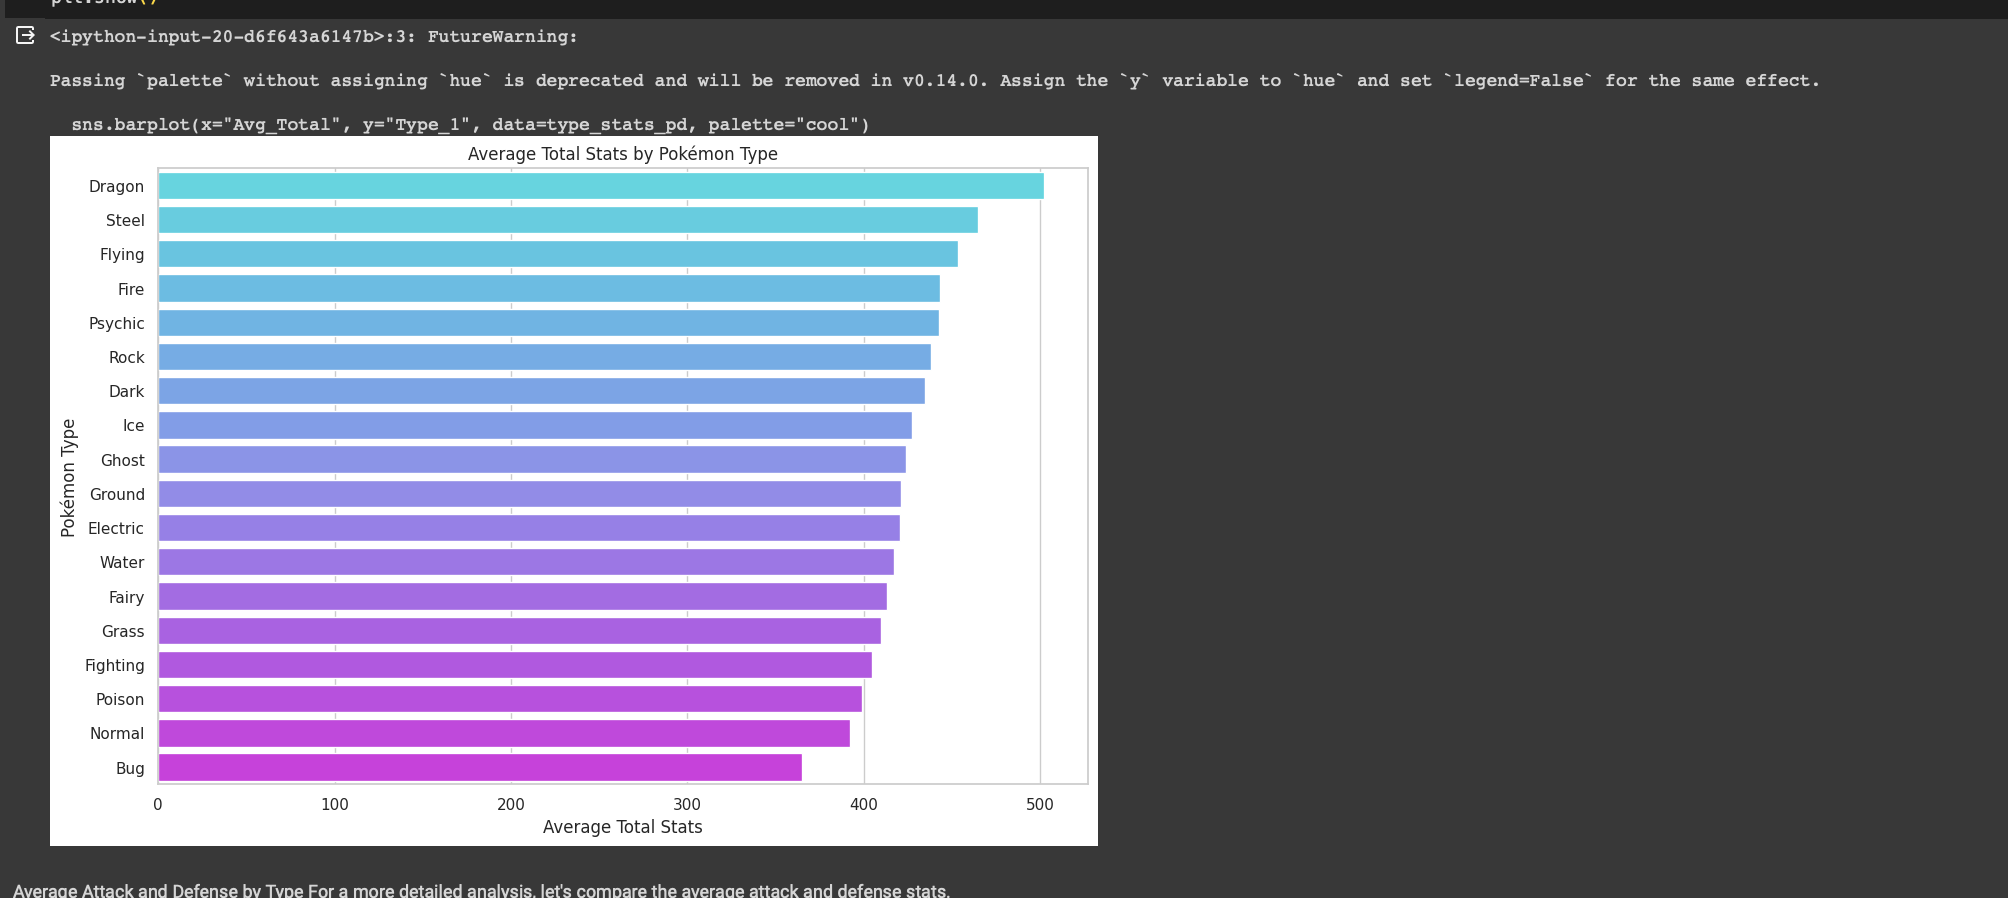 plt.show()
<ipython-input-20-d6f643a6147b>:3: FutureWarning:
Passing `palette` without assigning `hue` is deprecated and will be removed in v0.14.0. Assign the `y` variable to `hue` and set `legend=False` for the same effect.
sns.barplot(x="Avg_Total", y="Type_1", data=type_stats_pd, palette="cool")
Average Total Stats by Pokémon Type
Pokémon Type
Dragon
Steel
Flying
Fire
Psychic
Rock
Dark
Ice
Ghost
Ground
Electric
Water
Fairy
Grass
Fighting
Poison
Normal
Bug
0 100 200 300 400 500
Average Total Stats
Average Attack and Defense by Type For a more detailed analysis, let's compare the average attack and defense stats.